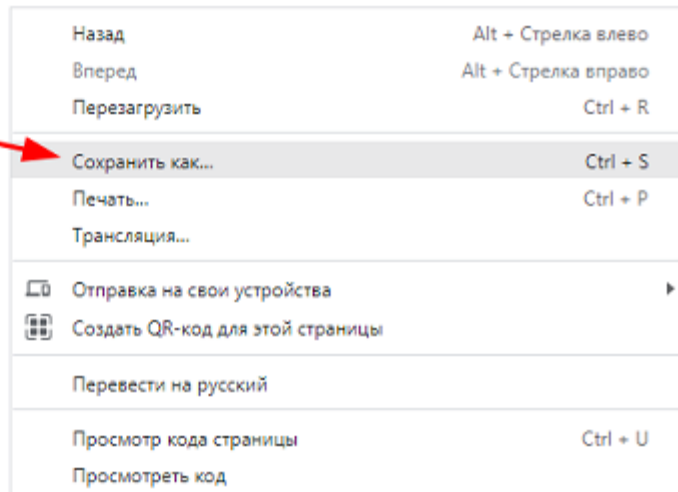 Назад Alt + Стрелка влево
Вперед Alt + Стрелка вправо
Перезагрузить Ctrl + R
Сохранить как... Ctrl + S
Печать... Ctrl + P
Трансляция...
Отправка на свои устройства
Создать QR-код для этой страницы
Перевести на русский
Просмотр кода страницы Ctrl + U
Просмотреть код